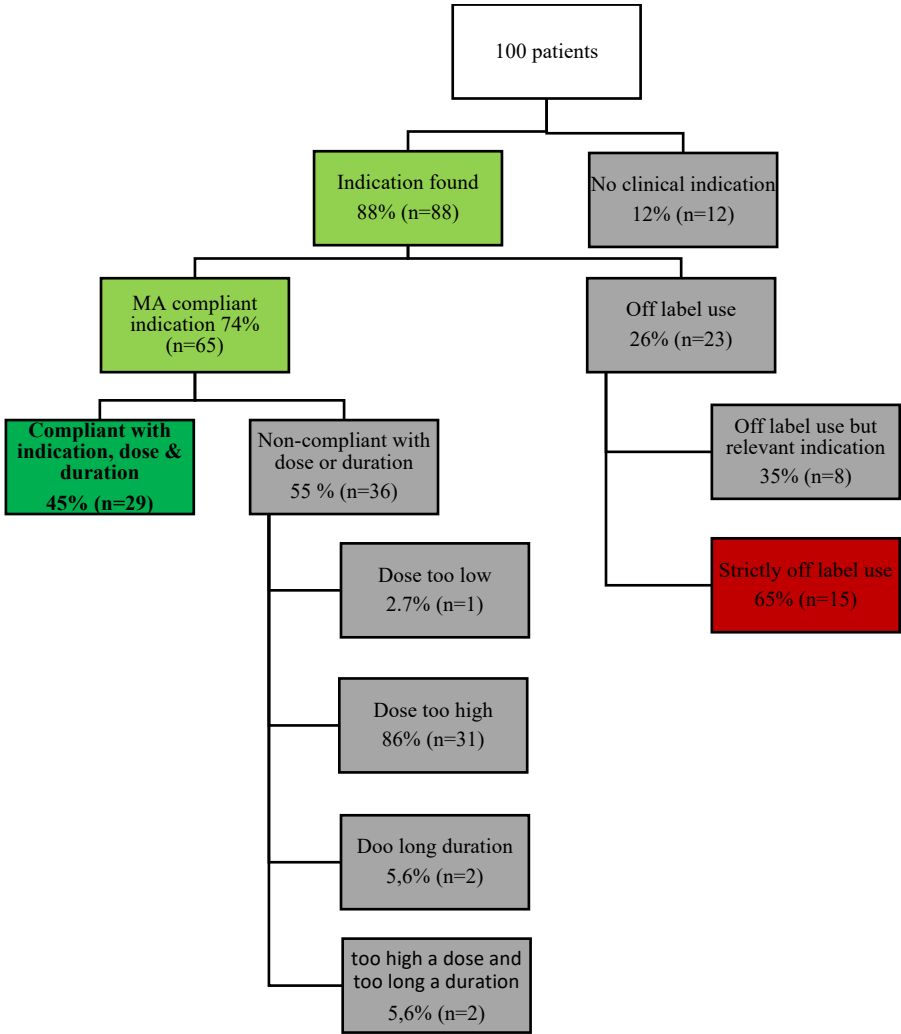 100 patients
Indication found
88% (n=88)
No clinical indication
12% (n=12)
MA compliant
indication 74%
(n=65)
Off label use
26% (n=23)
Compliant with
indication, dose &
duration
45% (n=29)
Non-compliant with
dose or duration
55 % (n=36)
Off label use but
relevant indication
35% (n=8)
Strictly off label use
65% (n=15)
Dose too low
2.7% (n=1)
Dose too high
86% (n=31)
Doo long duration
5,6% (n=2)
too high a dose and
too long a duration
5,6% (n=2)